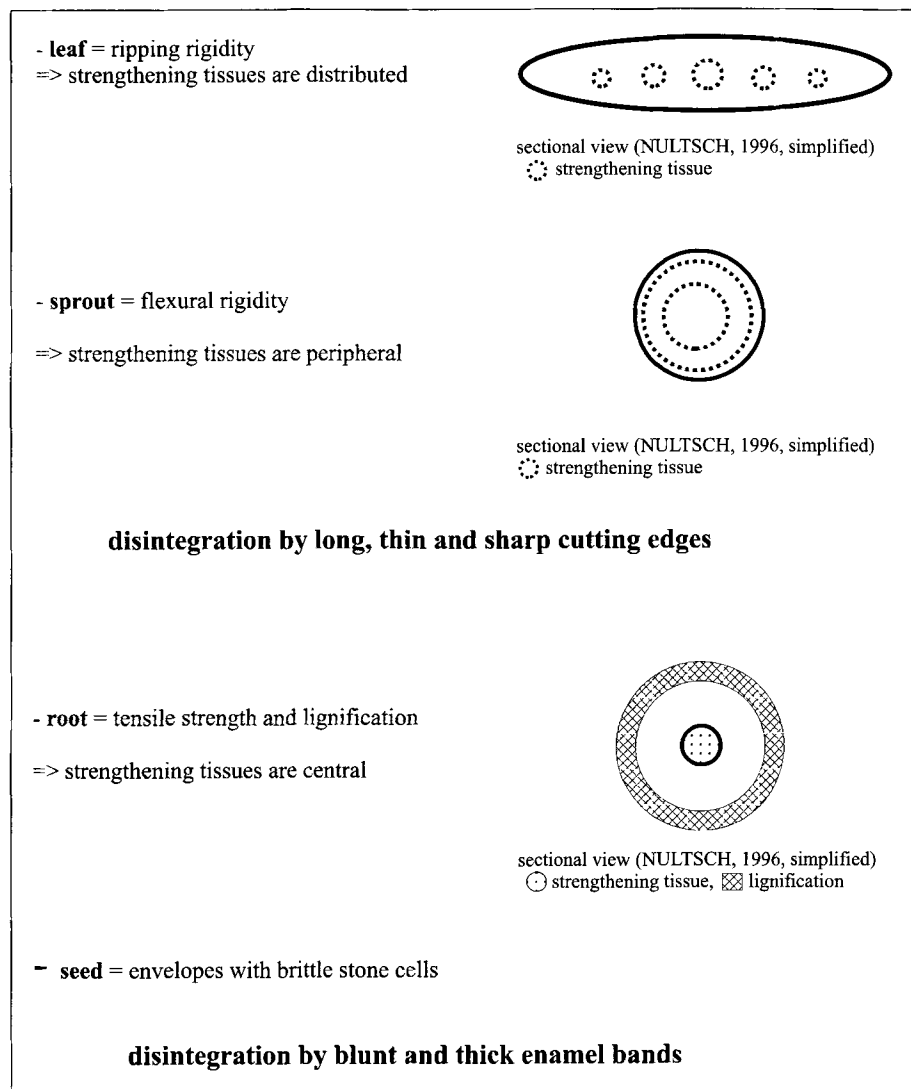 - leaf = ripping rigidity
=> strengthening tissues are distributed
sectional view (NULTSCH, 1996, simplified)
strengthening tissue
- sprout = flexural rigidity
=> strengthening tissues are peripheral
sectional view (NULTSCH, 1996, simplified)
strengthening tissue
disintegration by long, thin and sharp cutting edges
- root = tensile strength and lignification
=> strengthening tissues are central
sectional view (NULTSCH, 1996, simplified)
strengthening tissue, lignification
- seed = envelopes with brittle stone cells
disintegration by blunt and thick enamel bands